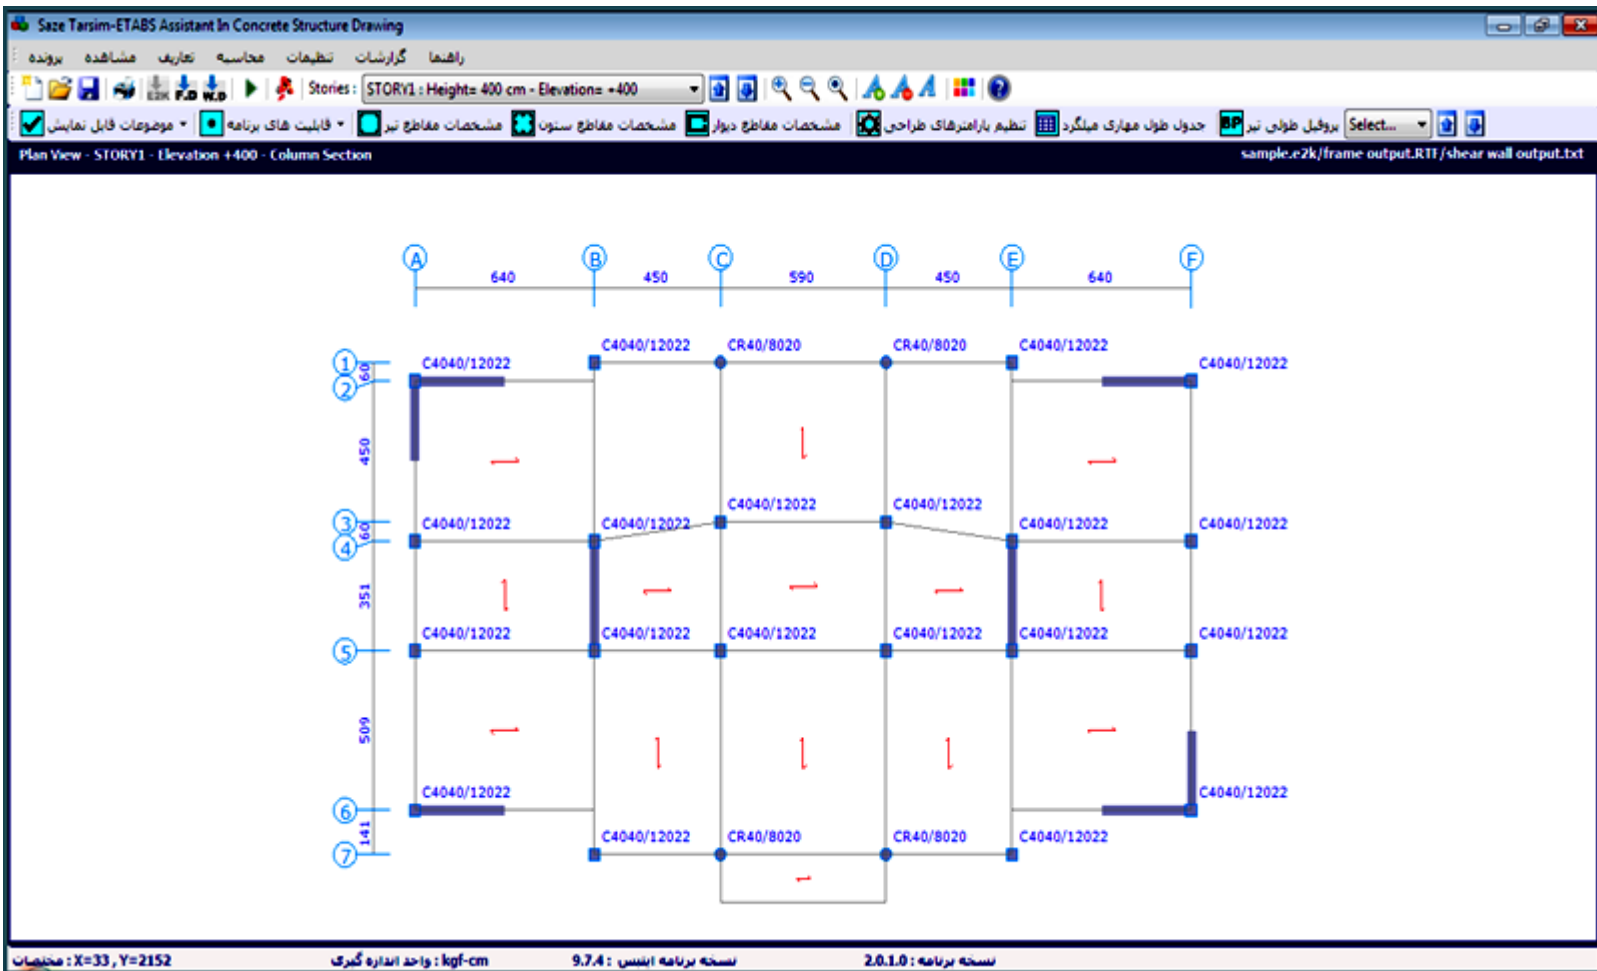 Saze Tarsim-ETABS Assistant In Concrete Structure Drawing
پرونده مشاهده تعاریف محاسبه تنظیمات گزارشات راهنما
E2K F.D W.D Stories: STORY1 : Height= 400 cm - Elevation= +400
موضوعات قابل نمایش قابلیت های برنامه مشخصات مقاطع تیر مشخصات مقاطع ستون مشخصات مقاطع دیوار تنظیم پارامترهای طراحی جدول طول مهاری میلگرد BP پروفیل طولی تیر Select...
Plan View - STORY1 - Elevation +400 - Column Section sample.e2k/frame output.RTF/shear wall output.txt
A B C D E F
640 450 590 450 640
C4040/12022 CR40/8020 CR40/8020 C4040/12022
1
C4040/12022 C4040/12022
60
2
450
C4040/12022 C4040/12022
3
C4040/12022 C4040/12022 C4040/12022 C4040/12022
60
4
351
C4040/12022 C4040/12022 C4040/12022 C4040/12022 C4040/12022 C4040/12022
5
509
C4040/12022 C4040/12022
6
141
C4040/12022 CR40/8020 CR40/8020 C4040/12022
7
مختصات : X=33 , Y=2152 واحد اندازه گیری : kgf-cm نسخه برنامه ایتبس : 9.7.4 نسخه برنامه : 2.0.1.0